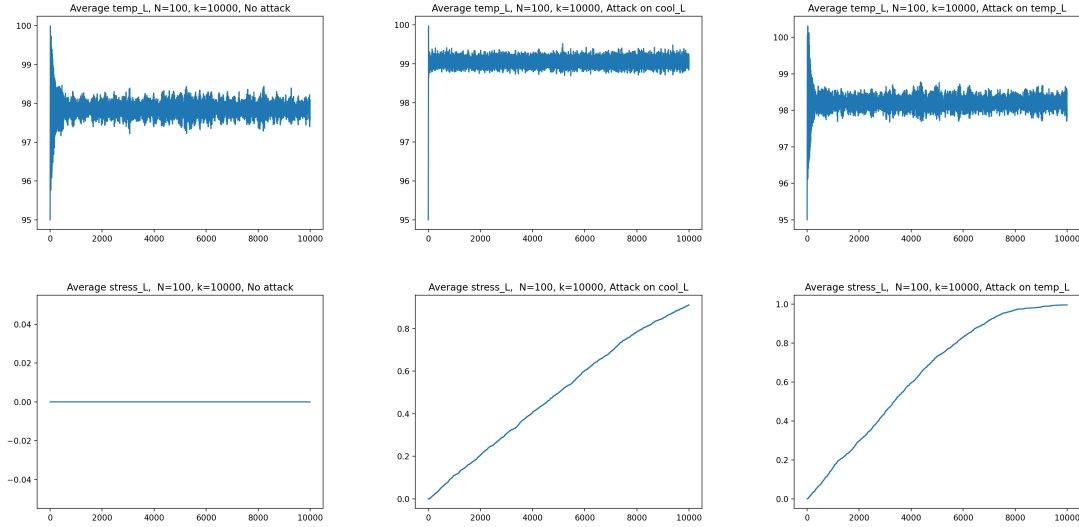 Average temp_L, N=100, k=10000, No attack
100
99
98
97
96
95
0 2000 4000 6000 8000 10000
Average temp_L, N=100, k=10000, Attack on cool_L
100
99
98
97
96
95
0 2000 4000 6000 8000 10000
Average temp_L, N=100, k=10000, Attack on temp_L
100
99
98
97
96
95
0 2000 4000 6000 8000 10000
Average stress_L,  N=100, k=10000, No attack
0.04
0.02
0.00
−0.02
−0.04
0 2000 4000 6000 8000 10000
Average stress_L,  N=100, k=10000, Attack on cool_L
0.8
0.6
0.4
0.2
0.0
0 2000 4000 6000 8000 10000
Average stress_L,  N=100, k=10000, Attack on temp_L
1.0
0.8
0.6
0.4
0.2
0.0
0 2000 4000 6000 8000 10000